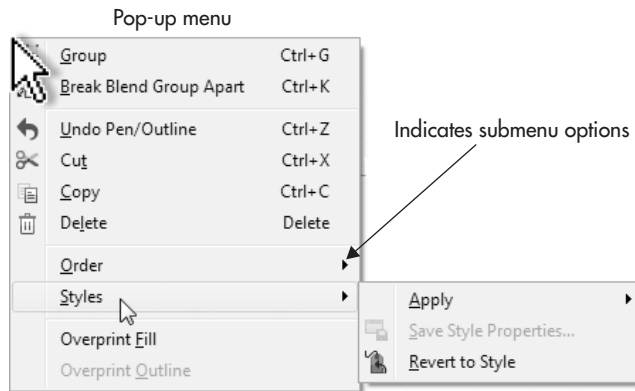 Pop-up menu
Group Ctrl+G
Break Blend Group Apart Ctrl+K
Undo Pen/Outline Ctrl+Z
Indicates submenu options
Cut Ctrl+X
Copy Ctrl+C
Delete Delete
Order
Styles
Apply
Overprint Fill
Save Style Properties...
Overprint Outline
Revert to Style